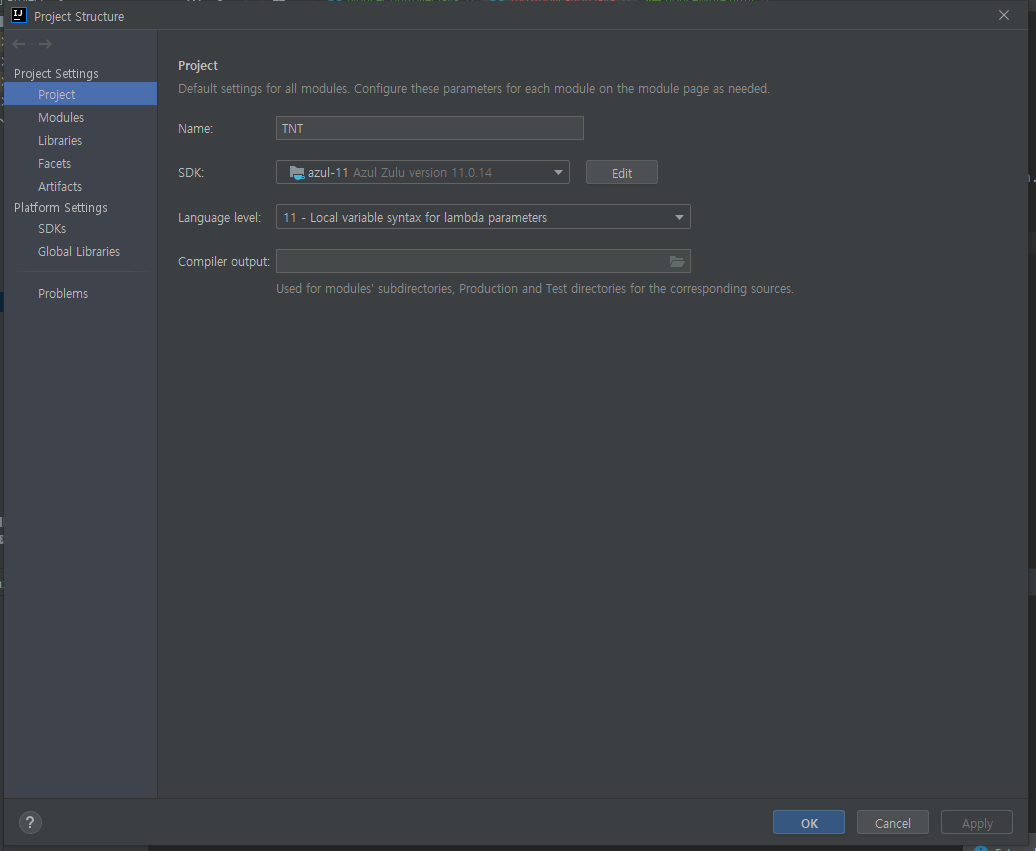 IJ Project Structure
Project Settings
Project
Modules
Libraries
Facets
Artifacts
Platform Settings
SDKs
Global Libraries
Problems
Project
Default settings for all modules. Configure these parameters for each module on the module page as needed.
Name: TNT
SDK: azul-11 Azul Zulu version 11.0.14 Edit
Language level: 11 - Local variable syntax for lambda parameters
Compiler output:
Used for modules' subdirectories, Production and Test directories for the corresponding sources.
? OK Cancel Apply